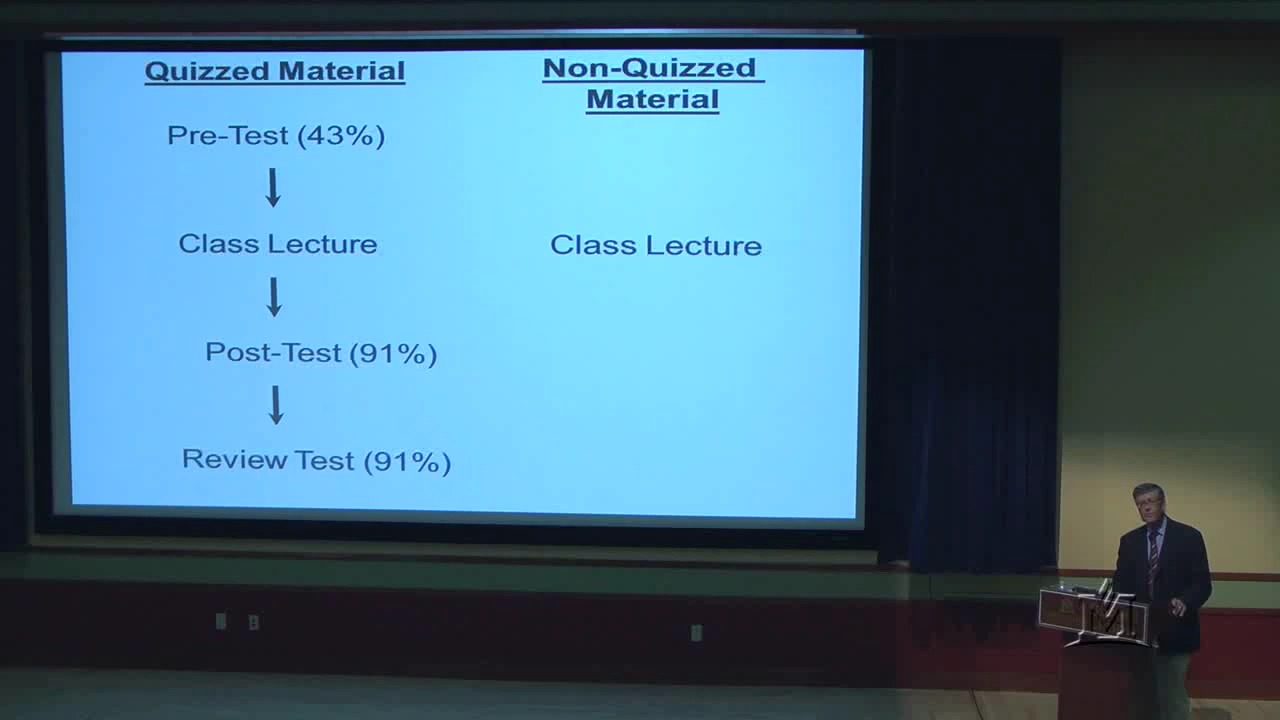 Quizzed Material
Non-Quizzed
Material
Pre-Test (43%)
Class Lecture
Class Lecture
Post-Test (91%)
Review Test (91%)